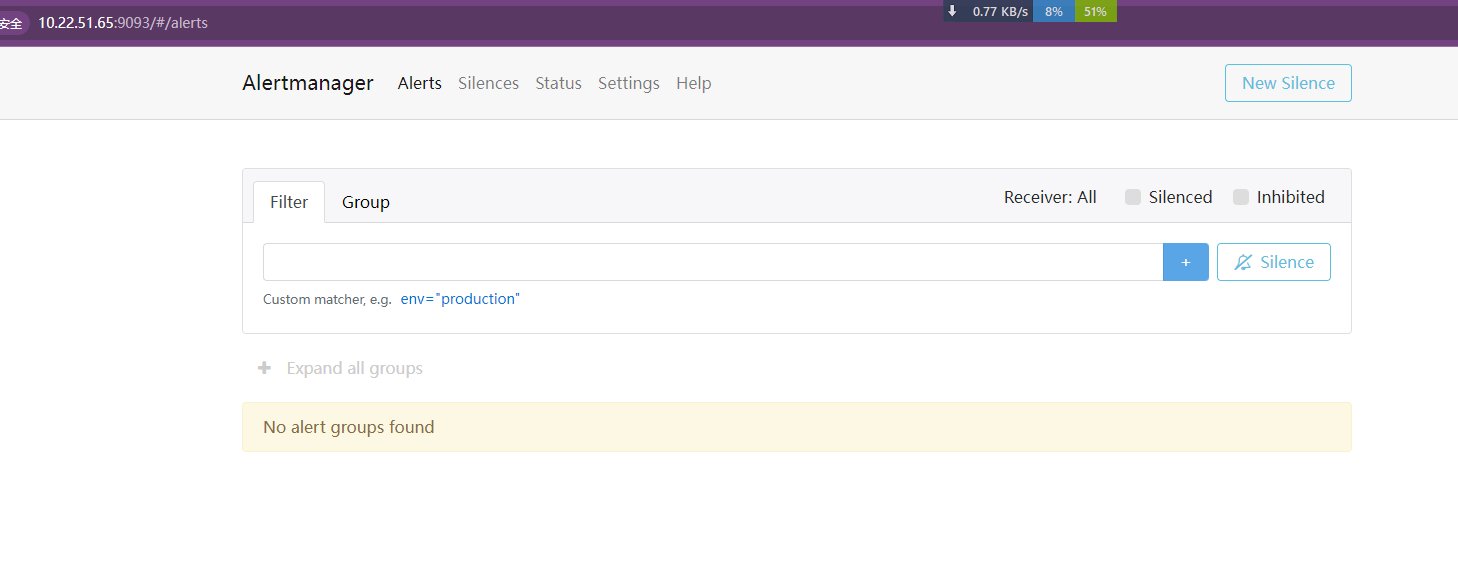 安全 10.22.51.65:9093/#/alerts
0.77 KB/s 8% 51%
Alertmanager Alerts Silences Status Settings Help New Silence
Filter Group Receiver: All Silenced Inhibited
+ Silence
Custom matcher, e.g. env="production"
+ Expand all groups
No alert groups found